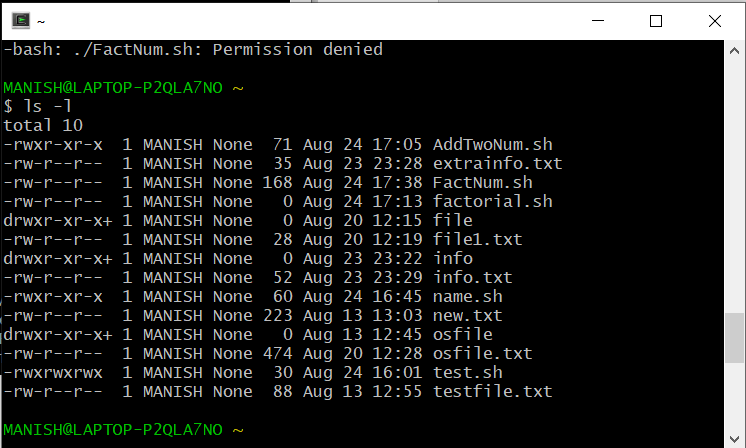 ~
-bash: ./FactNum.sh: Permission denied
MANISH@LAPTOP-P2QLA7NO ~
$ ls -l
total 10
-rwxr-xr-x  1 MANISH None  71 Aug 24 17:05 AddTwoNum.sh
-rw-r--r--  1 MANISH None  35 Aug 23 23:28 extrainfo.txt
-rw-r--r--  1 MANISH None 168 Aug 24 17:38 FactNum.sh
-rw-r--r--  1 MANISH None   0 Aug 24 17:13 factorial.sh
drwxr-xr-x+ 1 MANISH None   0 Aug 20 12:15 file
-rw-r--r--  1 MANISH None  28 Aug 20 12:19 file1.txt
drwxr-xr-x+ 1 MANISH None   0 Aug 23 23:22 info
-rw-r--r--  1 MANISH None  52 Aug 23 23:29 info.txt
-rwxr-xr-x  1 MANISH None  60 Aug 24 16:45 name.sh
-rw-r--r--  1 MANISH None 223 Aug 13 13:03 new.txt
drwxr-xr-x+ 1 MANISH None   0 Aug 13 12:45 osfile
-rw-r--r--  1 MANISH None 474 Aug 20 12:28 osfile.txt
-rwxrwxrwx  1 MANISH None  30 Aug 24 16:01 test.sh
-rw-r--r--  1 MANISH None  88 Aug 13 12:55 testfile.txt
MANISH@LAPTOP-P2QLA7NO ~